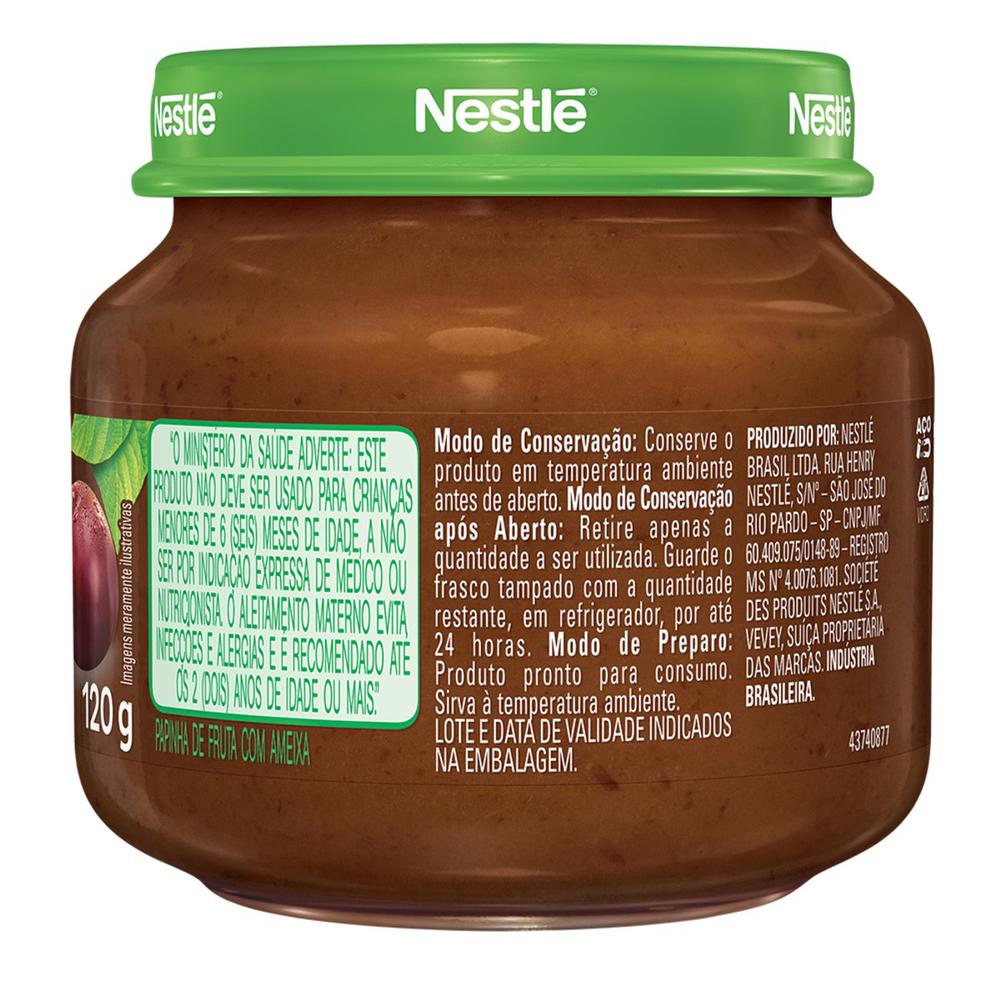 Nestlé® Nestlé® Nestlé
"O MINISTÉRIO DA SAÚDE ADVERTE: ESTE
PRODUTO NÃO DEVE SER USADO PARA CRIANÇAS
MENORES DE 6 (SEIS) MESES DE IDADE, A NÃO
SER POR INDICAÇÃO EXPRESSA DE MÉDICO OU
NUTRICIONISTA. O ALEITAMENTO MATERNO EVITA
INFECÇÕES E ALERGIAS E É RECOMENDADO ATÉ
OS 2 (DOIS) ANOS DE IDADE OU MAIS."
Imagens meramente ilustrativas
120 g
PAPINHA DE FRUTA COM AMEIXA
Modo de Conservação: Conserve o
produto em temperatura ambiente
antes de aberto. Modo de Conservação
após Aberto: Retire apenas a
quantidade a ser utilizada. Guarde o
frasco tampado com a quantidade
restante, em refrigerador, por até
24 horas. Modo de Preparo:
Produto pronto para consumo.
Sirva à temperatura ambiente.
LOTE E DATA DE VALIDADE INDICADOS
NA EMBALAGEM.
PRODUZIDO POR: NESTLÉ
BRASIL LTDA. RUA HENRY
NESTLÉ, S/Nº - SÃO JOSÉ DO
RIO PARDO - SP - CNPJ/MF
60.409.075/0148-89 - REGISTRO
MS Nº 4.0076.1081. SOCIÉTÉ
DES PRODUITS NESTLÉ S.A.,
VEVEY, SUÍÇA PROPRIETÁRIA
DAS MARCAS. INDÚSTRIA
BRASILEIRA.
43740877
AÇO
VIDRO